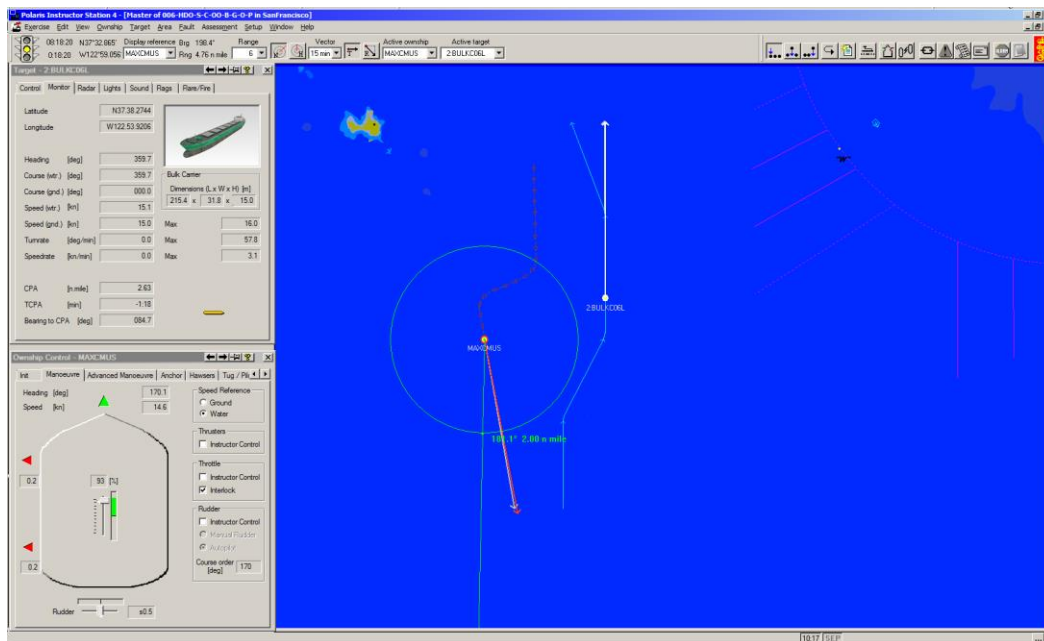 Polaris Instructor Station 4 - [Master of 006-HDO-S-C-OO-B-G-O-P in SanFrancisco]
Exercise Edit View Ownship Target Area Fault Assessment Setup Window Help
08:18:20 N37°32.865' Display reference Brg 198.4° Range Vector Active ownship Active target
0:18:20 W122°59.056 MAXCMUS Rng 4.76 n mile 6 15 min MAXCMUS 2:BULKC06L
Target - 2:BULKC06L
Control Monitor Radar Lights Sound Flags Flare/Fire
Latitude N37.38.2744
Longitude W122.53.9206
Heading [deg] 359.7
Course (wtr.) [deg] 359.7 Bulk Carrier
Course (gnd.) [deg] 000.0 Dimensions (L x W x H) [m]
Speed (wtr.) [kn] 15.1 215.4 x 31.8 x 15.0
Speed (gnd.) [kn] 15.0 Max 16.0
Turnrate [deg/min] 0.0 Max 57.8
Speedrate [kn/min] 0.0 Max 3.1
CPA [n.mile] 2.63
TCPA [min] -1:18
Bearing to CPA [deg] 084.7
Ownship Control - MAXCMUS
Init Manoeuvre Advanced Manoeuvre Anchor Hawsers Tug / Pil
Heading [deg] 170.1
Speed [kn] 14.6
0.2
93 [%]
0.2
Rudder s0.5
Speed Reference
Ground
Water
Thrusters
Instructor Control
Throttle
Instructor Control
Interlock
Rudder
Instructor Control
Manual Rudder
Autopilot
Course order [deg] 170
2:BULKC06L
MAXCMUS
2.00 n mile
10:17 SEP